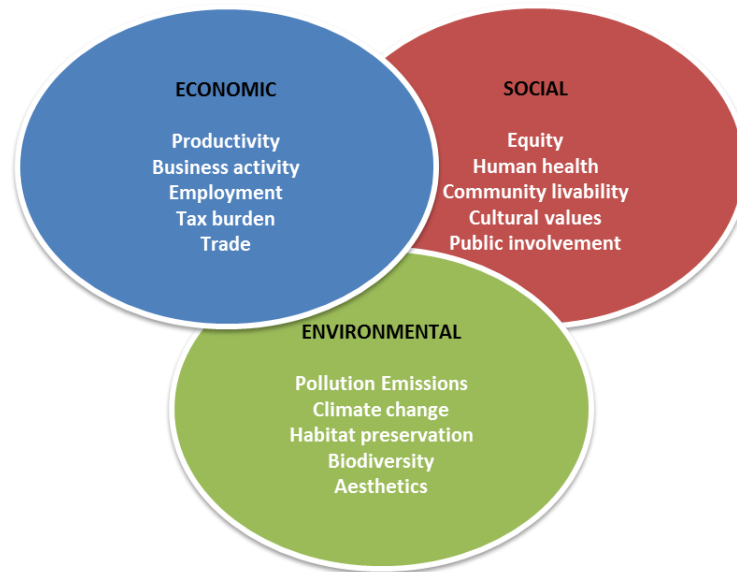 ECONOMIC
Productivity
Business activity
Employment
Tax burden
Trade
SOCIAL
Equity
Human health
Community livability
Cultural values
Public involvement
ENVIRONMENTAL
Pollution Emissions
Climate change
Habitat preservation
Biodiversity
Aesthetics